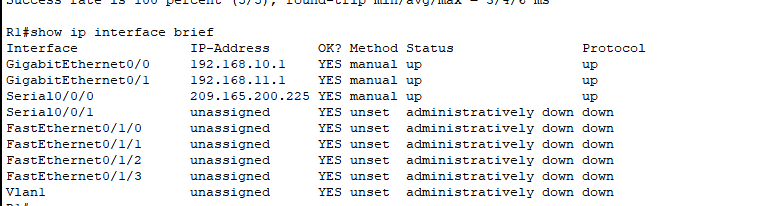 Success rate is 100 percent (5/5), round-trip min/avg/max = 3/4/6 ms
R1#show ip interface brief
Interface IP-Address OK? Method Status Protocol
GigabitEthernet0/0 192.168.10.1 YES manual up up
GigabitEthernet0/1 192.168.11.1 YES manual up up
Serial0/0/0 209.165.200.225 YES manual up up
Serial0/0/1 unassigned YES unset administratively down down
FastEthernet0/1/0 unassigned YES unset administratively down down
FastEthernet0/1/1 unassigned YES unset administratively down down
FastEthernet0/1/2 unassigned YES unset administratively down down
FastEthernet0/1/3 unassigned YES unset administratively down down
Vlan1 unassigned YES unset administratively down down
R1#